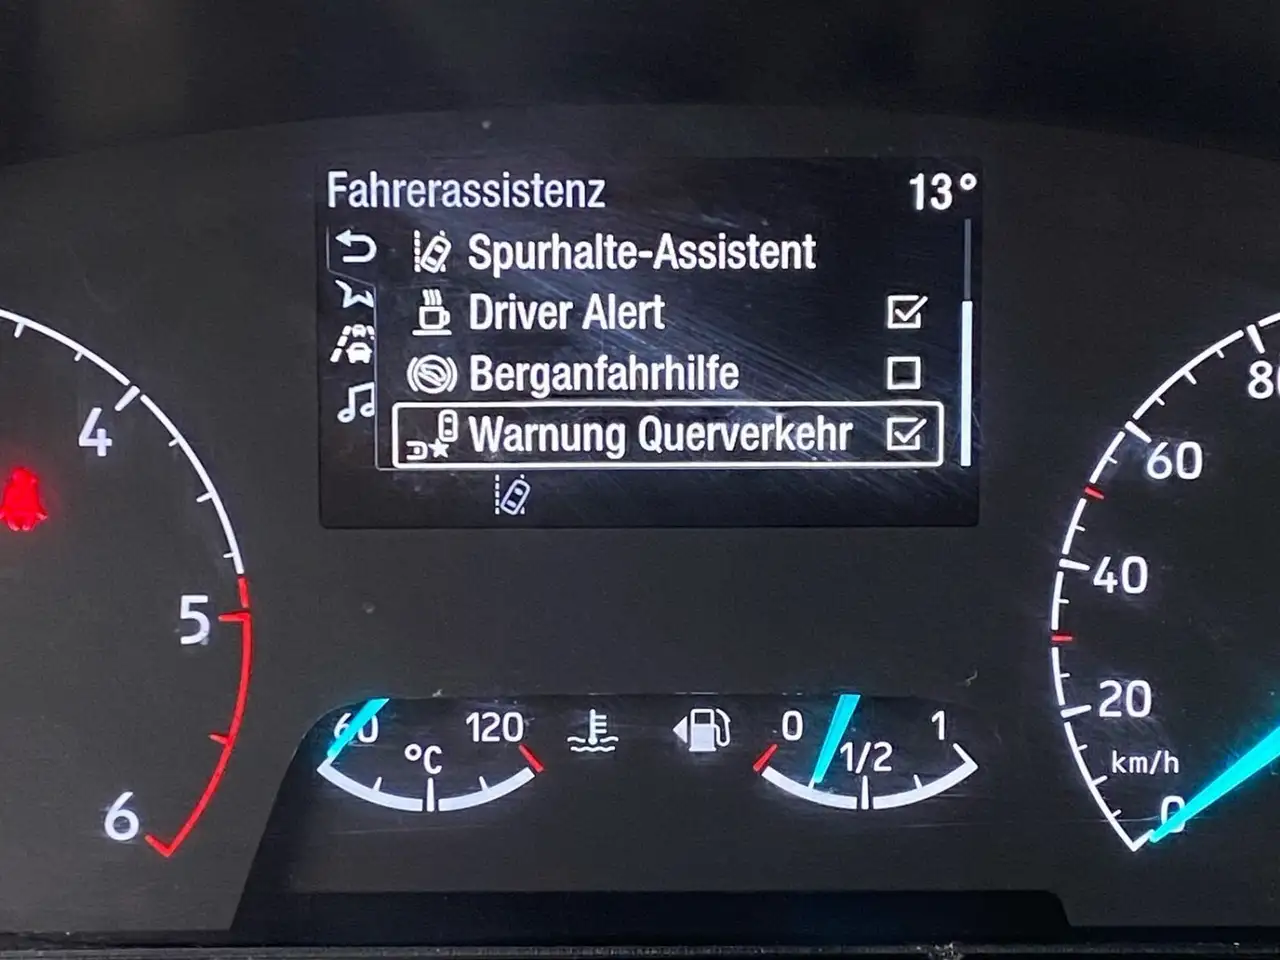 Fahrerassistenz 13°
Spurhalte-Assistent
Driver Alert
Berganfahrhilfe
Warnung Querverkehr
4
5
6
60 120
°C
0 1/2 1
80
60
40
20
km/h
0